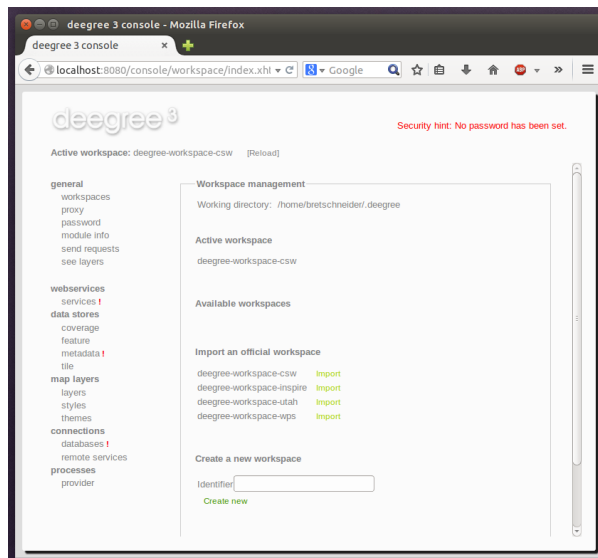 deegree 3 console - Mozilla Firefox
deegree 3 console
localhost:8080/console/workspace/index.xhl
Google
ABP
deegree 3
Security hint: No password has been set.
Active workspace: deegree-workspace-csw [Reload]
general
workspaces
proxy
password
module info
send requests
see layers
webservices
services !
data stores
coverage
feature
metadata !
tile
map layers
layers
styles
themes
connections
databases !
remote services
processes
provider
Workspace management
Working directory: /home/bretschneider/.deegree
Active workspace
deegree-workspace-csw
Available workspaces
Import an official workspace
deegree-workspace-csw Import
deegree-workspace-inspire Import
deegree-workspace-utah Import
deegree-workspace-wps Import
Create a new workspace
Identifier
Create new